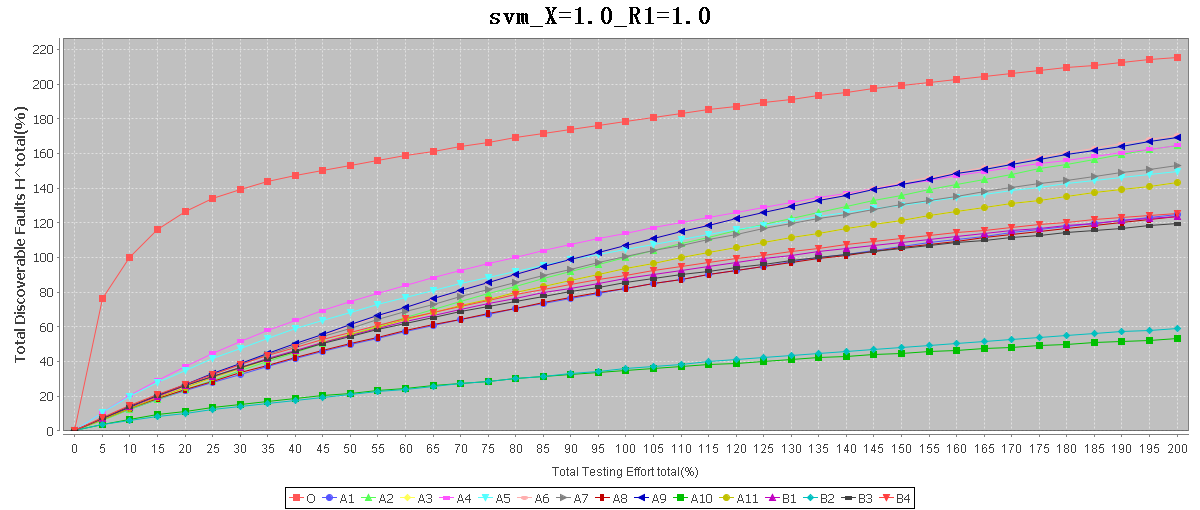 svm_X=1.0_R1=1.0
Total Discoverable Faults H^total(%)
220
200
180
160
140
120
100
80
60
40
20
0
0 5 10 15 20 25 30 35 40 45 50 55 60 65 70 75 80 85 90 95 100 105 110 115 120 125 130 135 140 145 150 155 160 165 170 175 180 185 190 195 200
Total Testing Effort total(%)
O A1 A2 A3 A4 A5 A6 A7 A8 A9 A10 A11 B1 B2 B3 B4